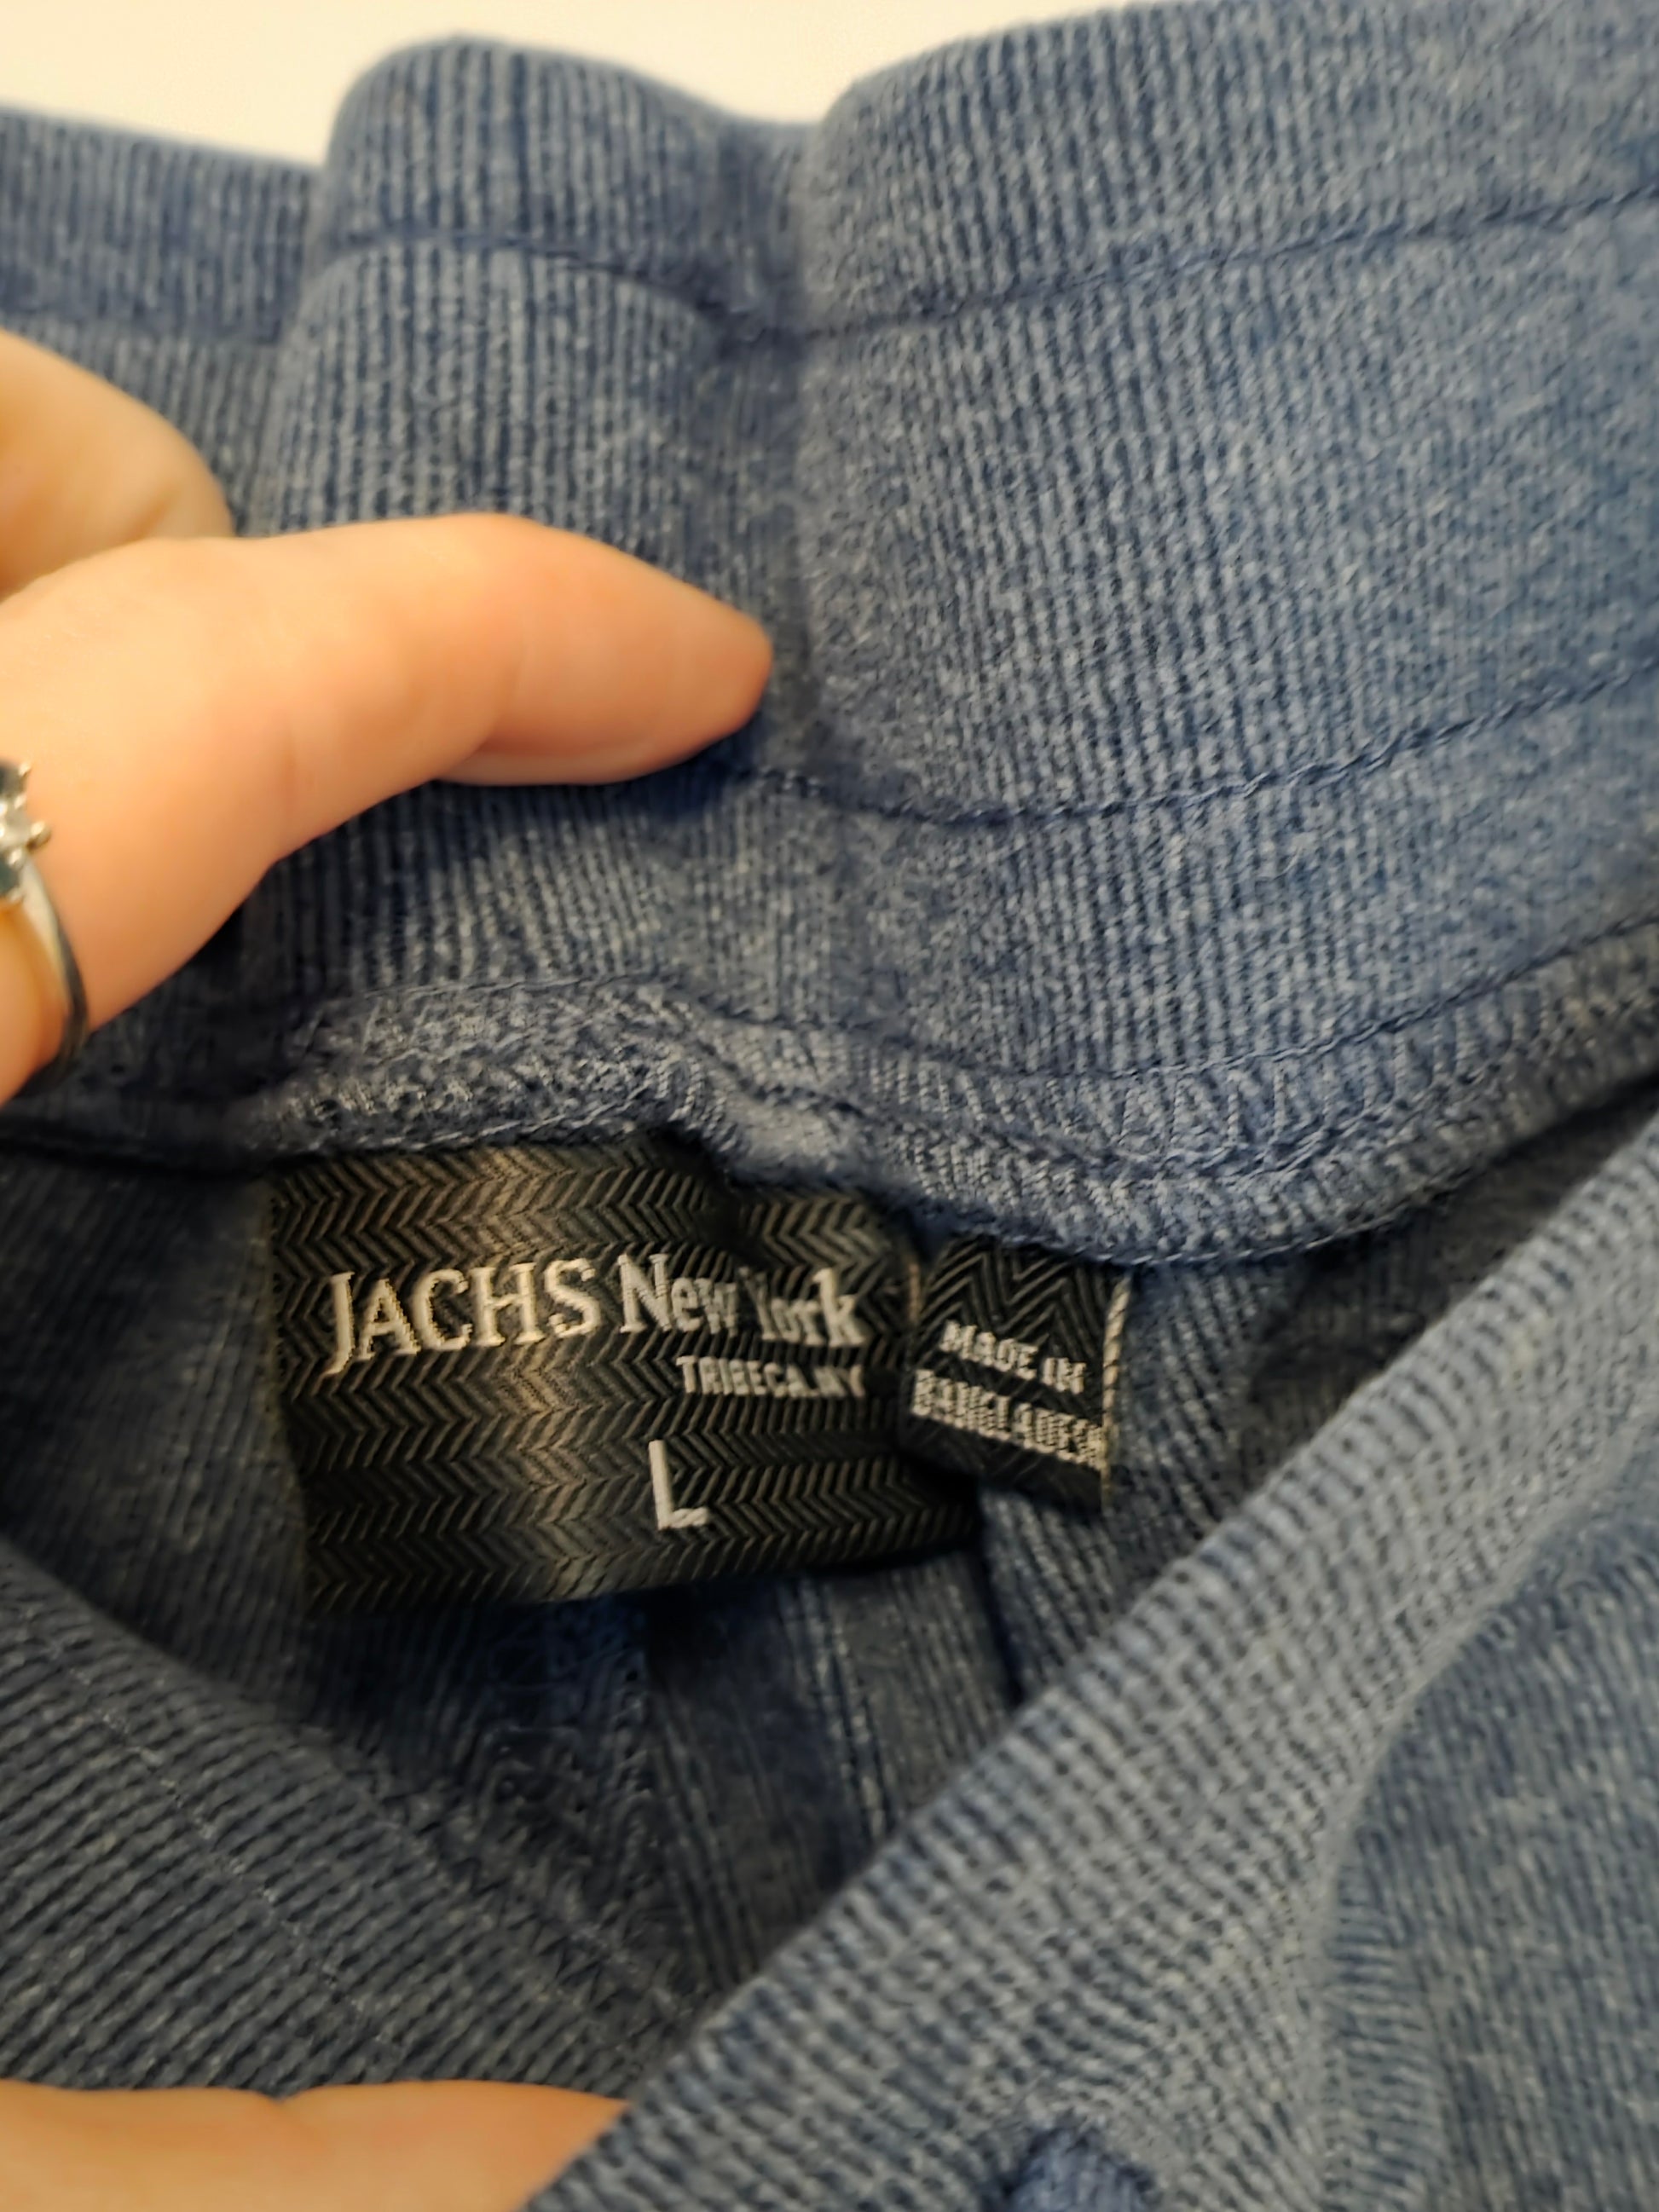 JACHS New York
TRIBECA.NY
L
MADE IN
BANGLADESH